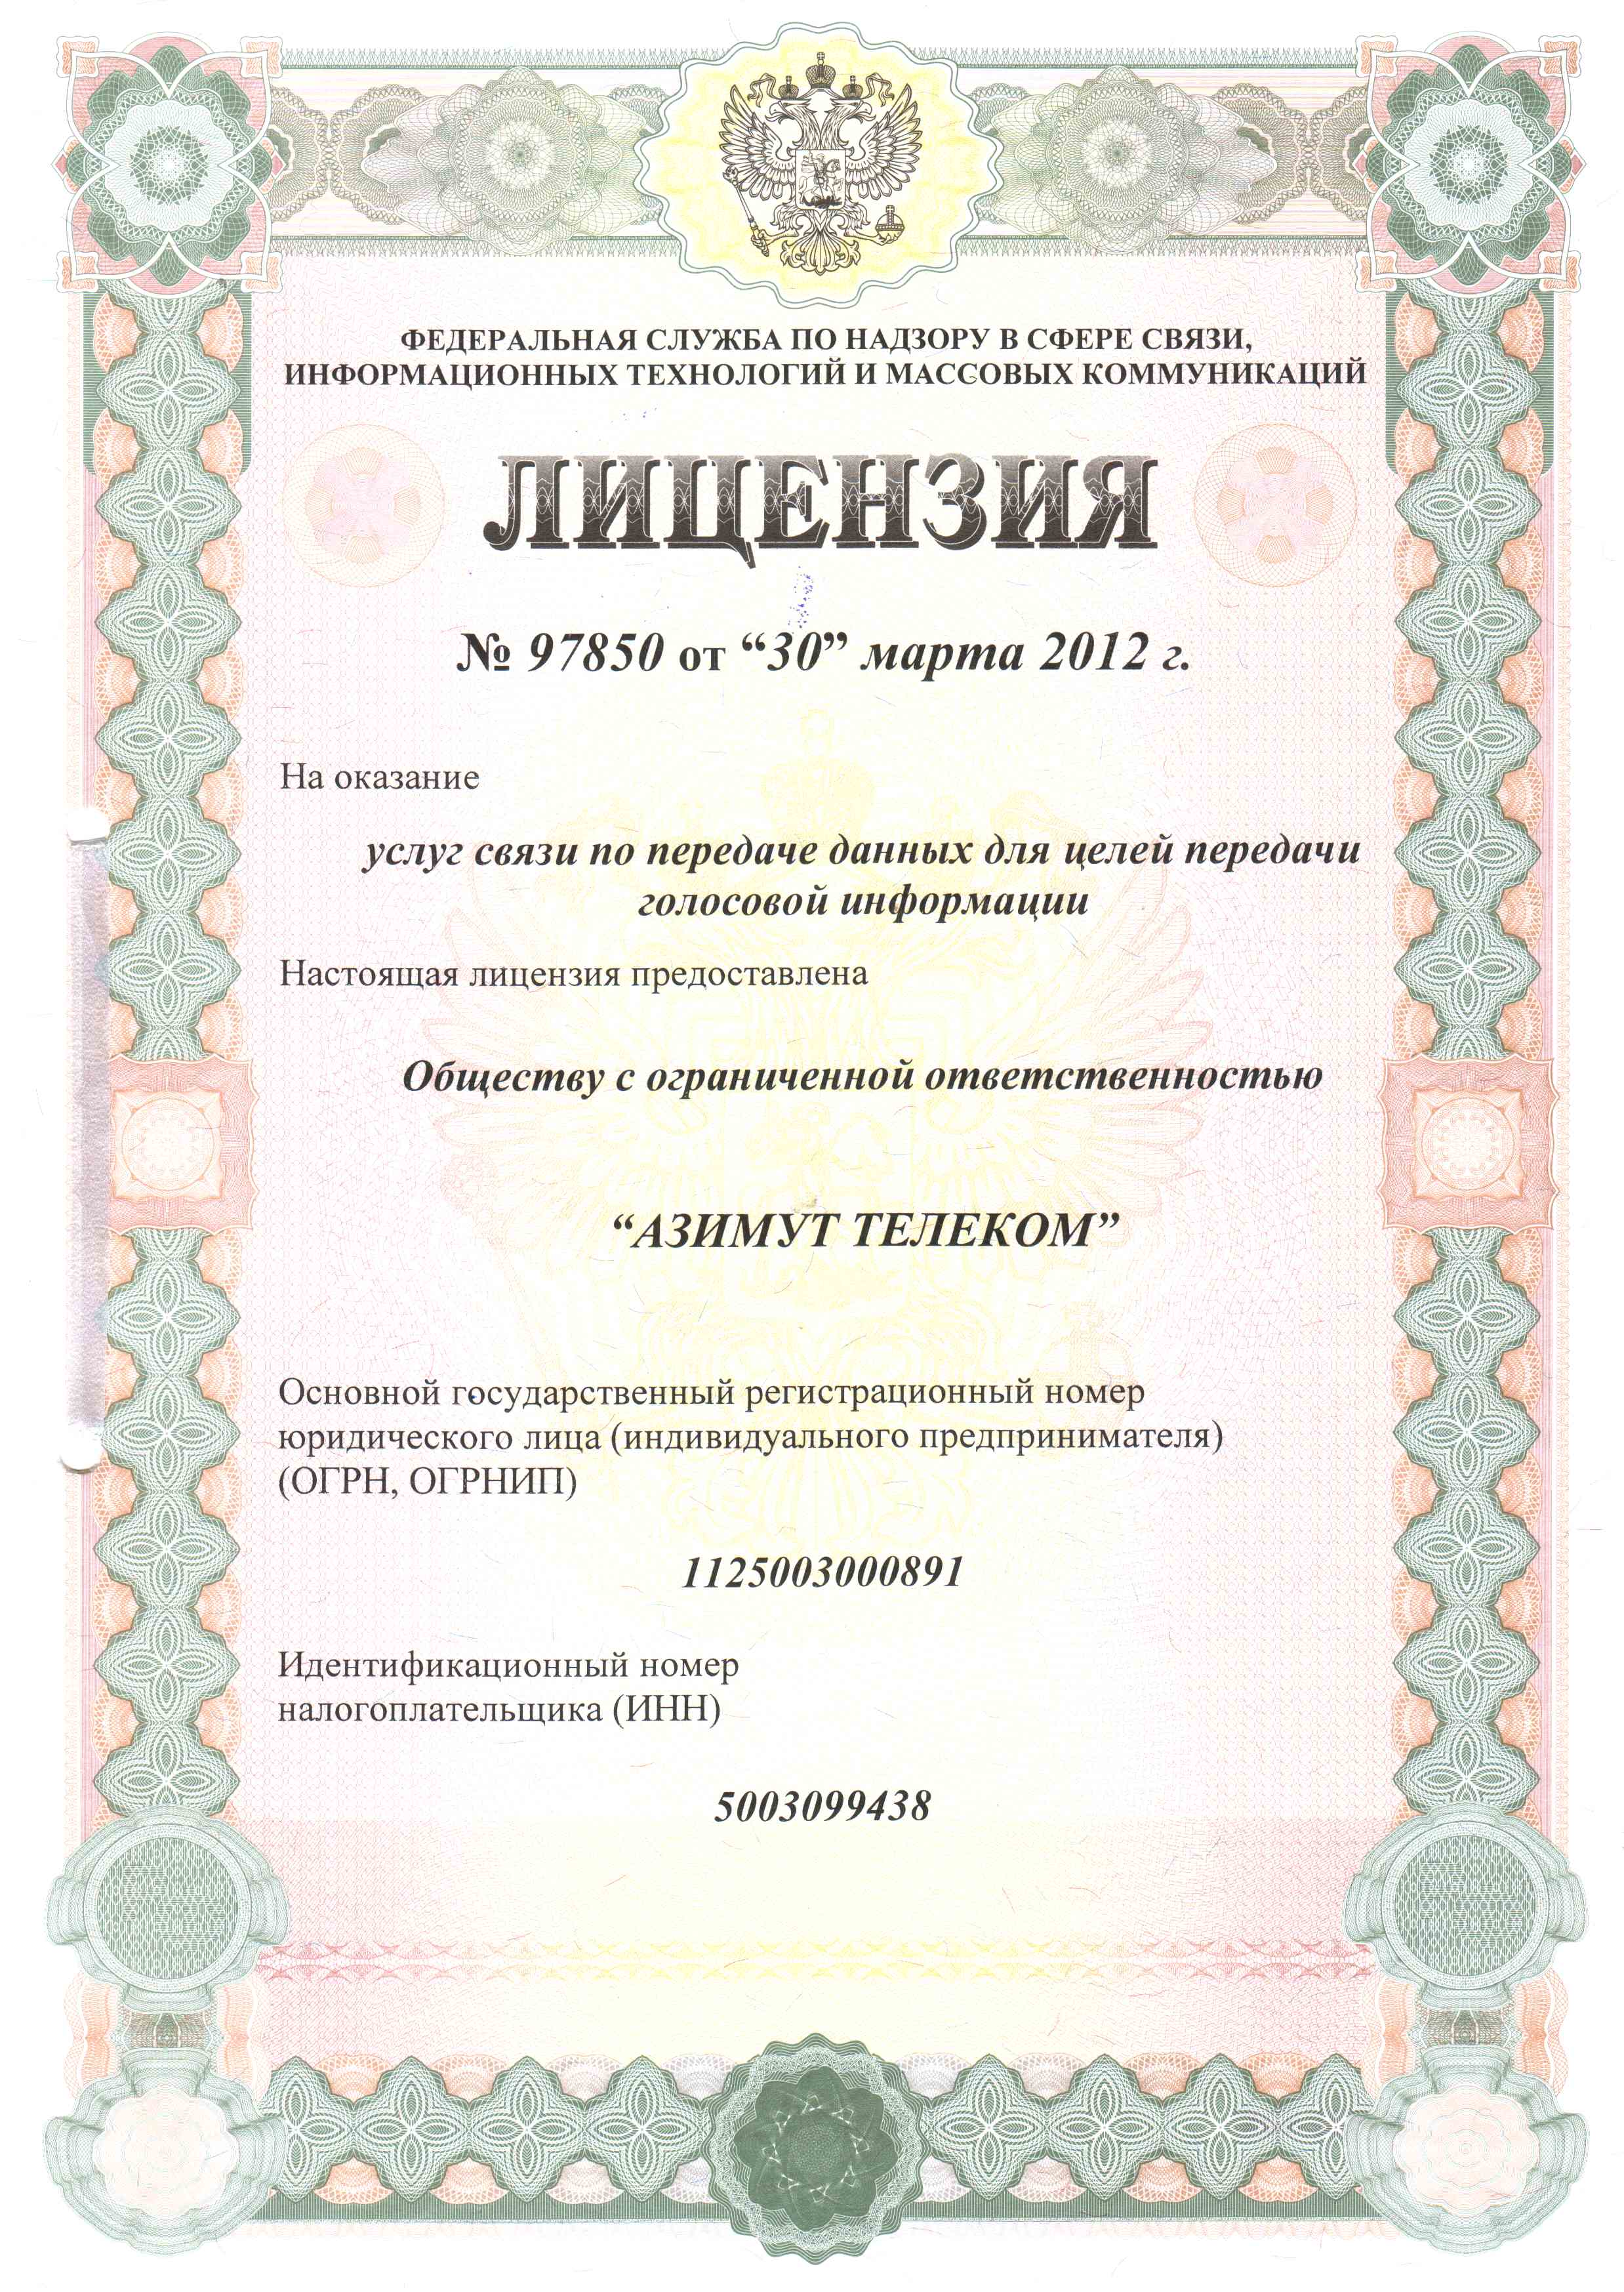 ФЕДЕРАЛЬНАЯ СЛУЖБА ПО НАДЗОРУ В СФЕРЕ СВЯЗИ,
ИНФОРМАЦИОННЫХ ТЕХНОЛОГИЙ И МАССОВЫХ КОММУНИКАЦИЙ
ЛИЦЕНЗИЯ
№ 97850 от “30” марта 2012 г.
На оказание
услуг связи по передаче данных для целей передачи
голосовой информации
Настоящая лицензия предоставлена
Обществу с ограниченной ответственностью
“АЗИМУТ ТЕЛЕКОМ”
Основной государственный регистрационный номер
юридического лица (индивидуального предпринимателя)
(ОГРН, ОГРНИП)
1125003000891
Идентификационный номер
налогоплательщика (ИНН)
5003099438